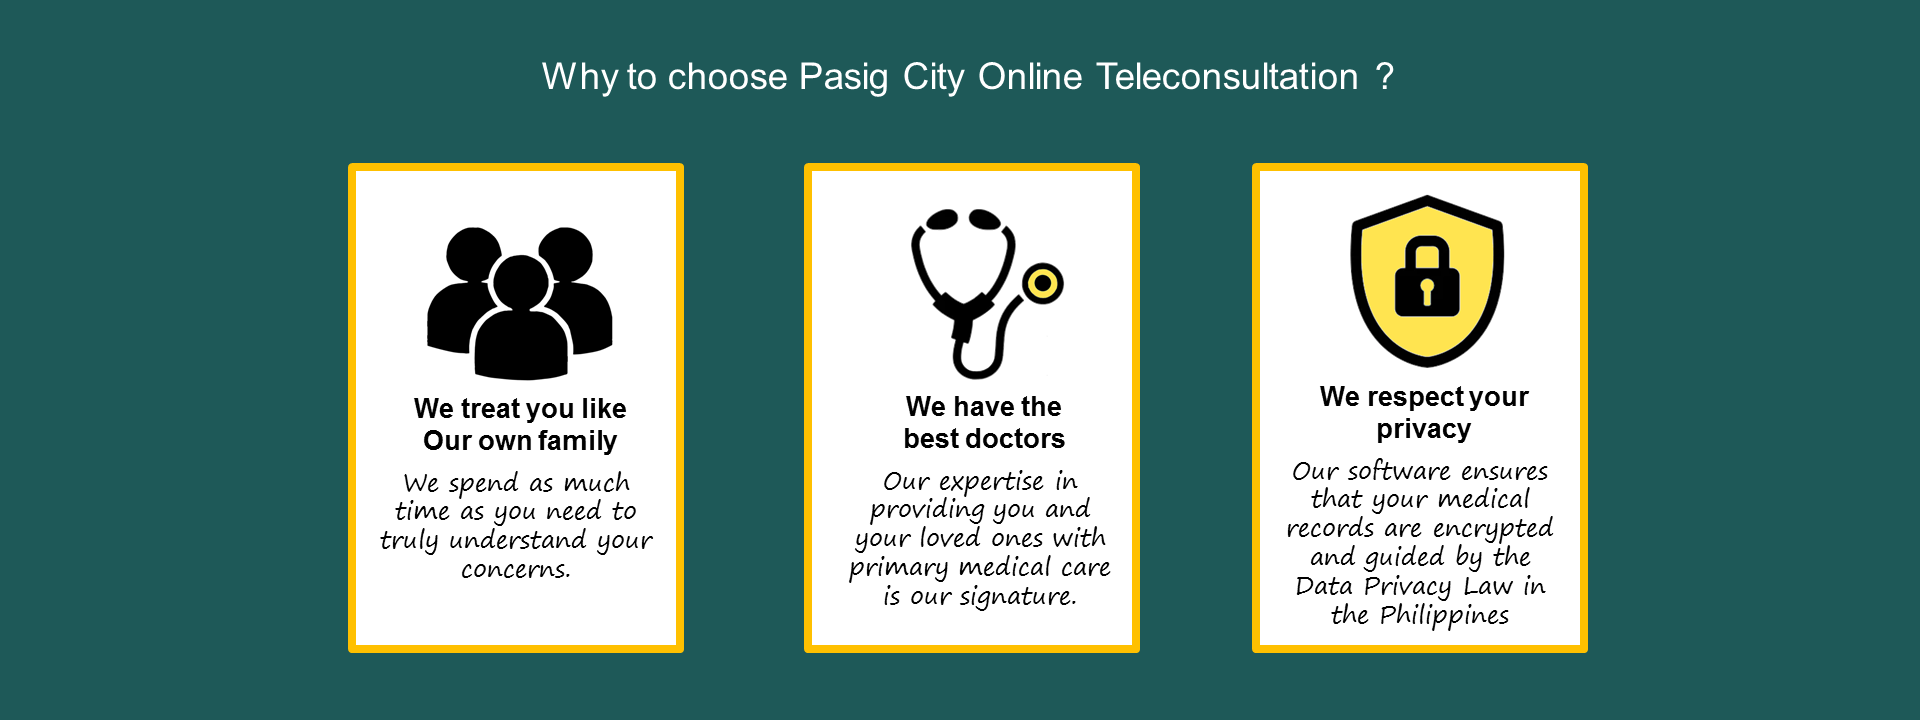 Why to choose Pasig City Online Teleconsultation ?
We treat you like
Our own family
We spend as much
time as you need to
truly understand your
concerns.
We have the
best doctors
Our expertise in
providing you and
your loved ones with
primary medical care
is our signature.
We respect your
privacy
Our software ensures
that your medical
records are encrypted
and guided by the
Data Privacy Law in
the Philippines